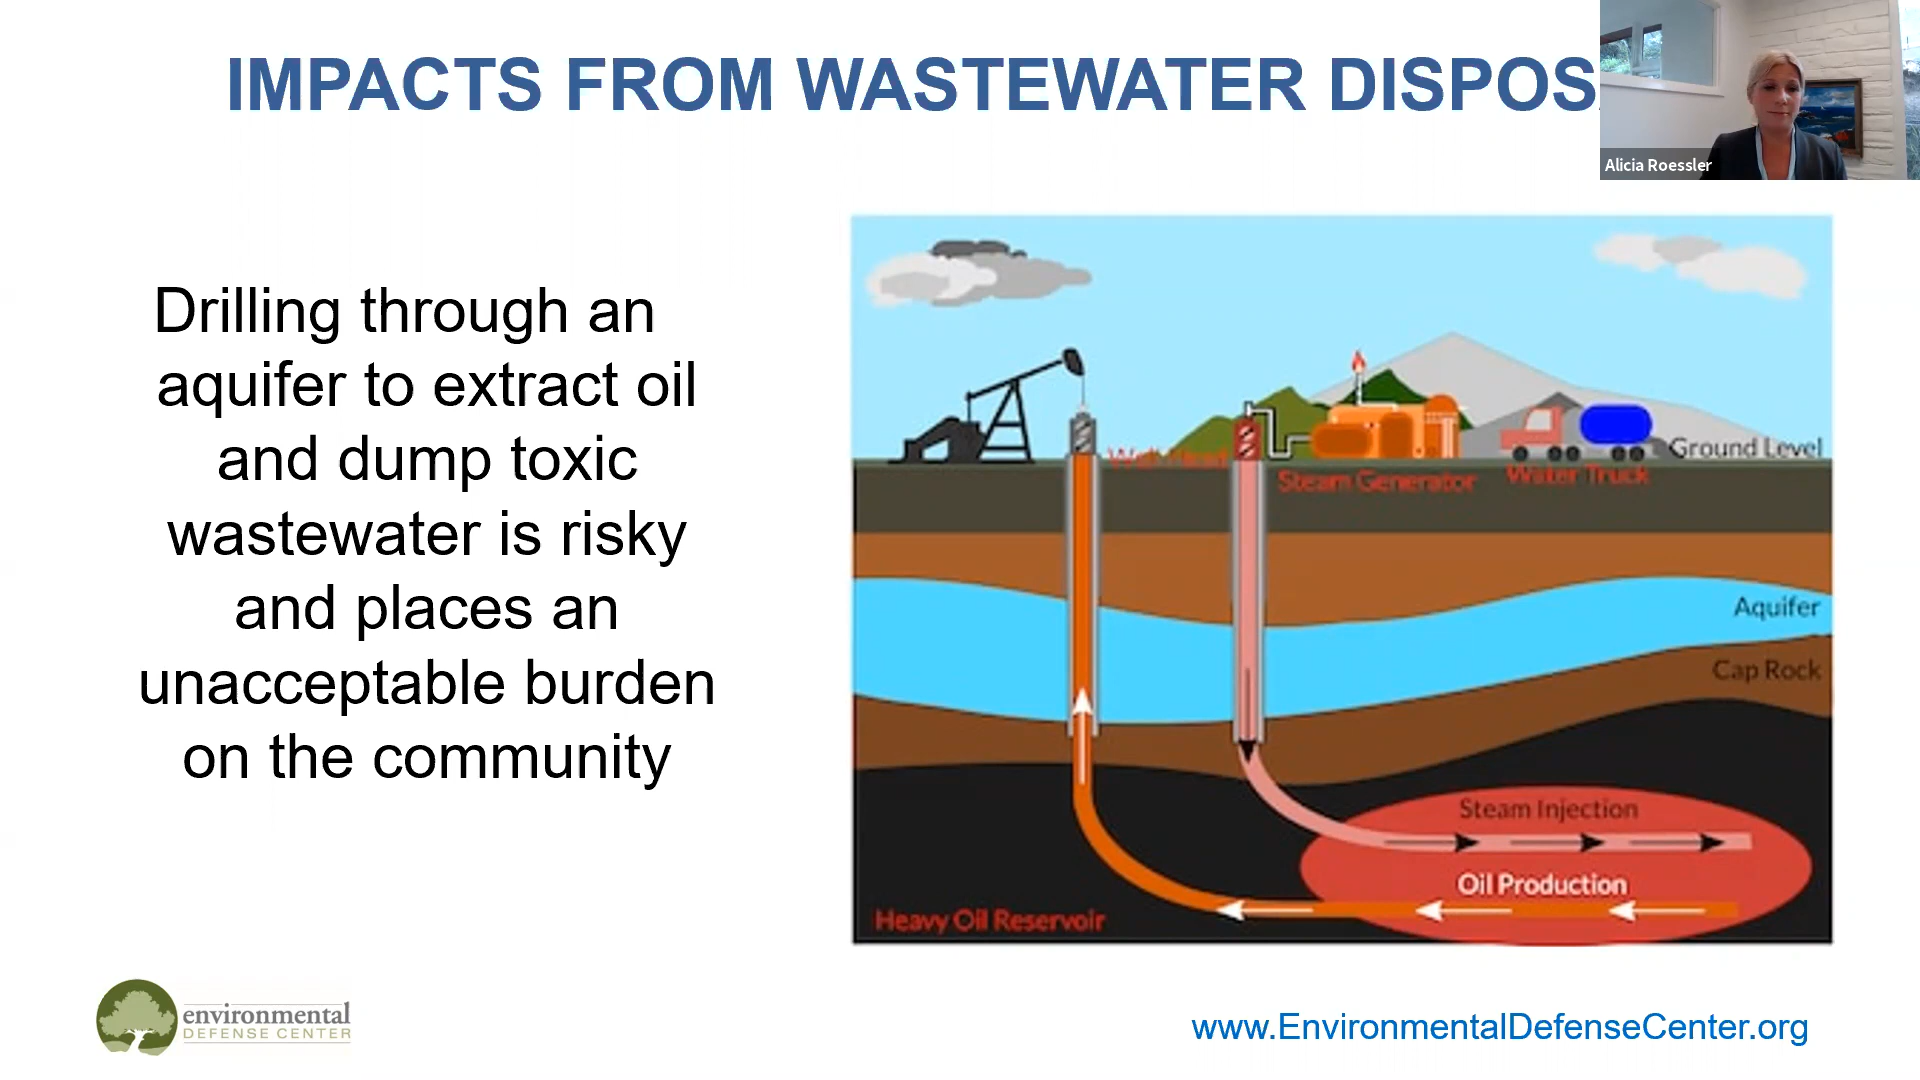 IMPACTS FROM WASTEWATER DISPOS
Alicia Roessler
Drilling through an
aquifer to extract oil
and dump toxic
wastewater is risky
and places an
unacceptable burden
on the community
Ground Level
Well Head
Steam Generator
Water Truck
Aquifer
Cap Rock
Steam Injection
Oil Production
Heavy Oil Reservoir
environmental
DEFENSE CENTER
www.EnvironmentalDefenseCenter.org